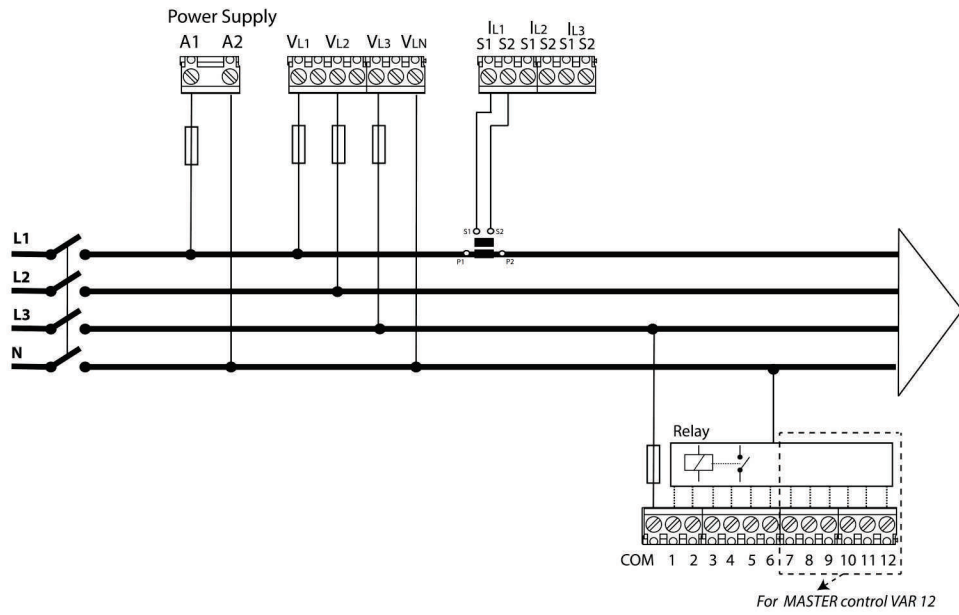 Power Supply
A1 A2
VL1 VL2 VL3 VLN
IL1 IL2 IL3
S1 S2 S1 S2 S1 S2
S1 S2
P1 P2
L1
L2
L3
N
Relay
COM 1 2 3 4 5 6 7 8 9 10 11 12
For MASTER control VAR 12